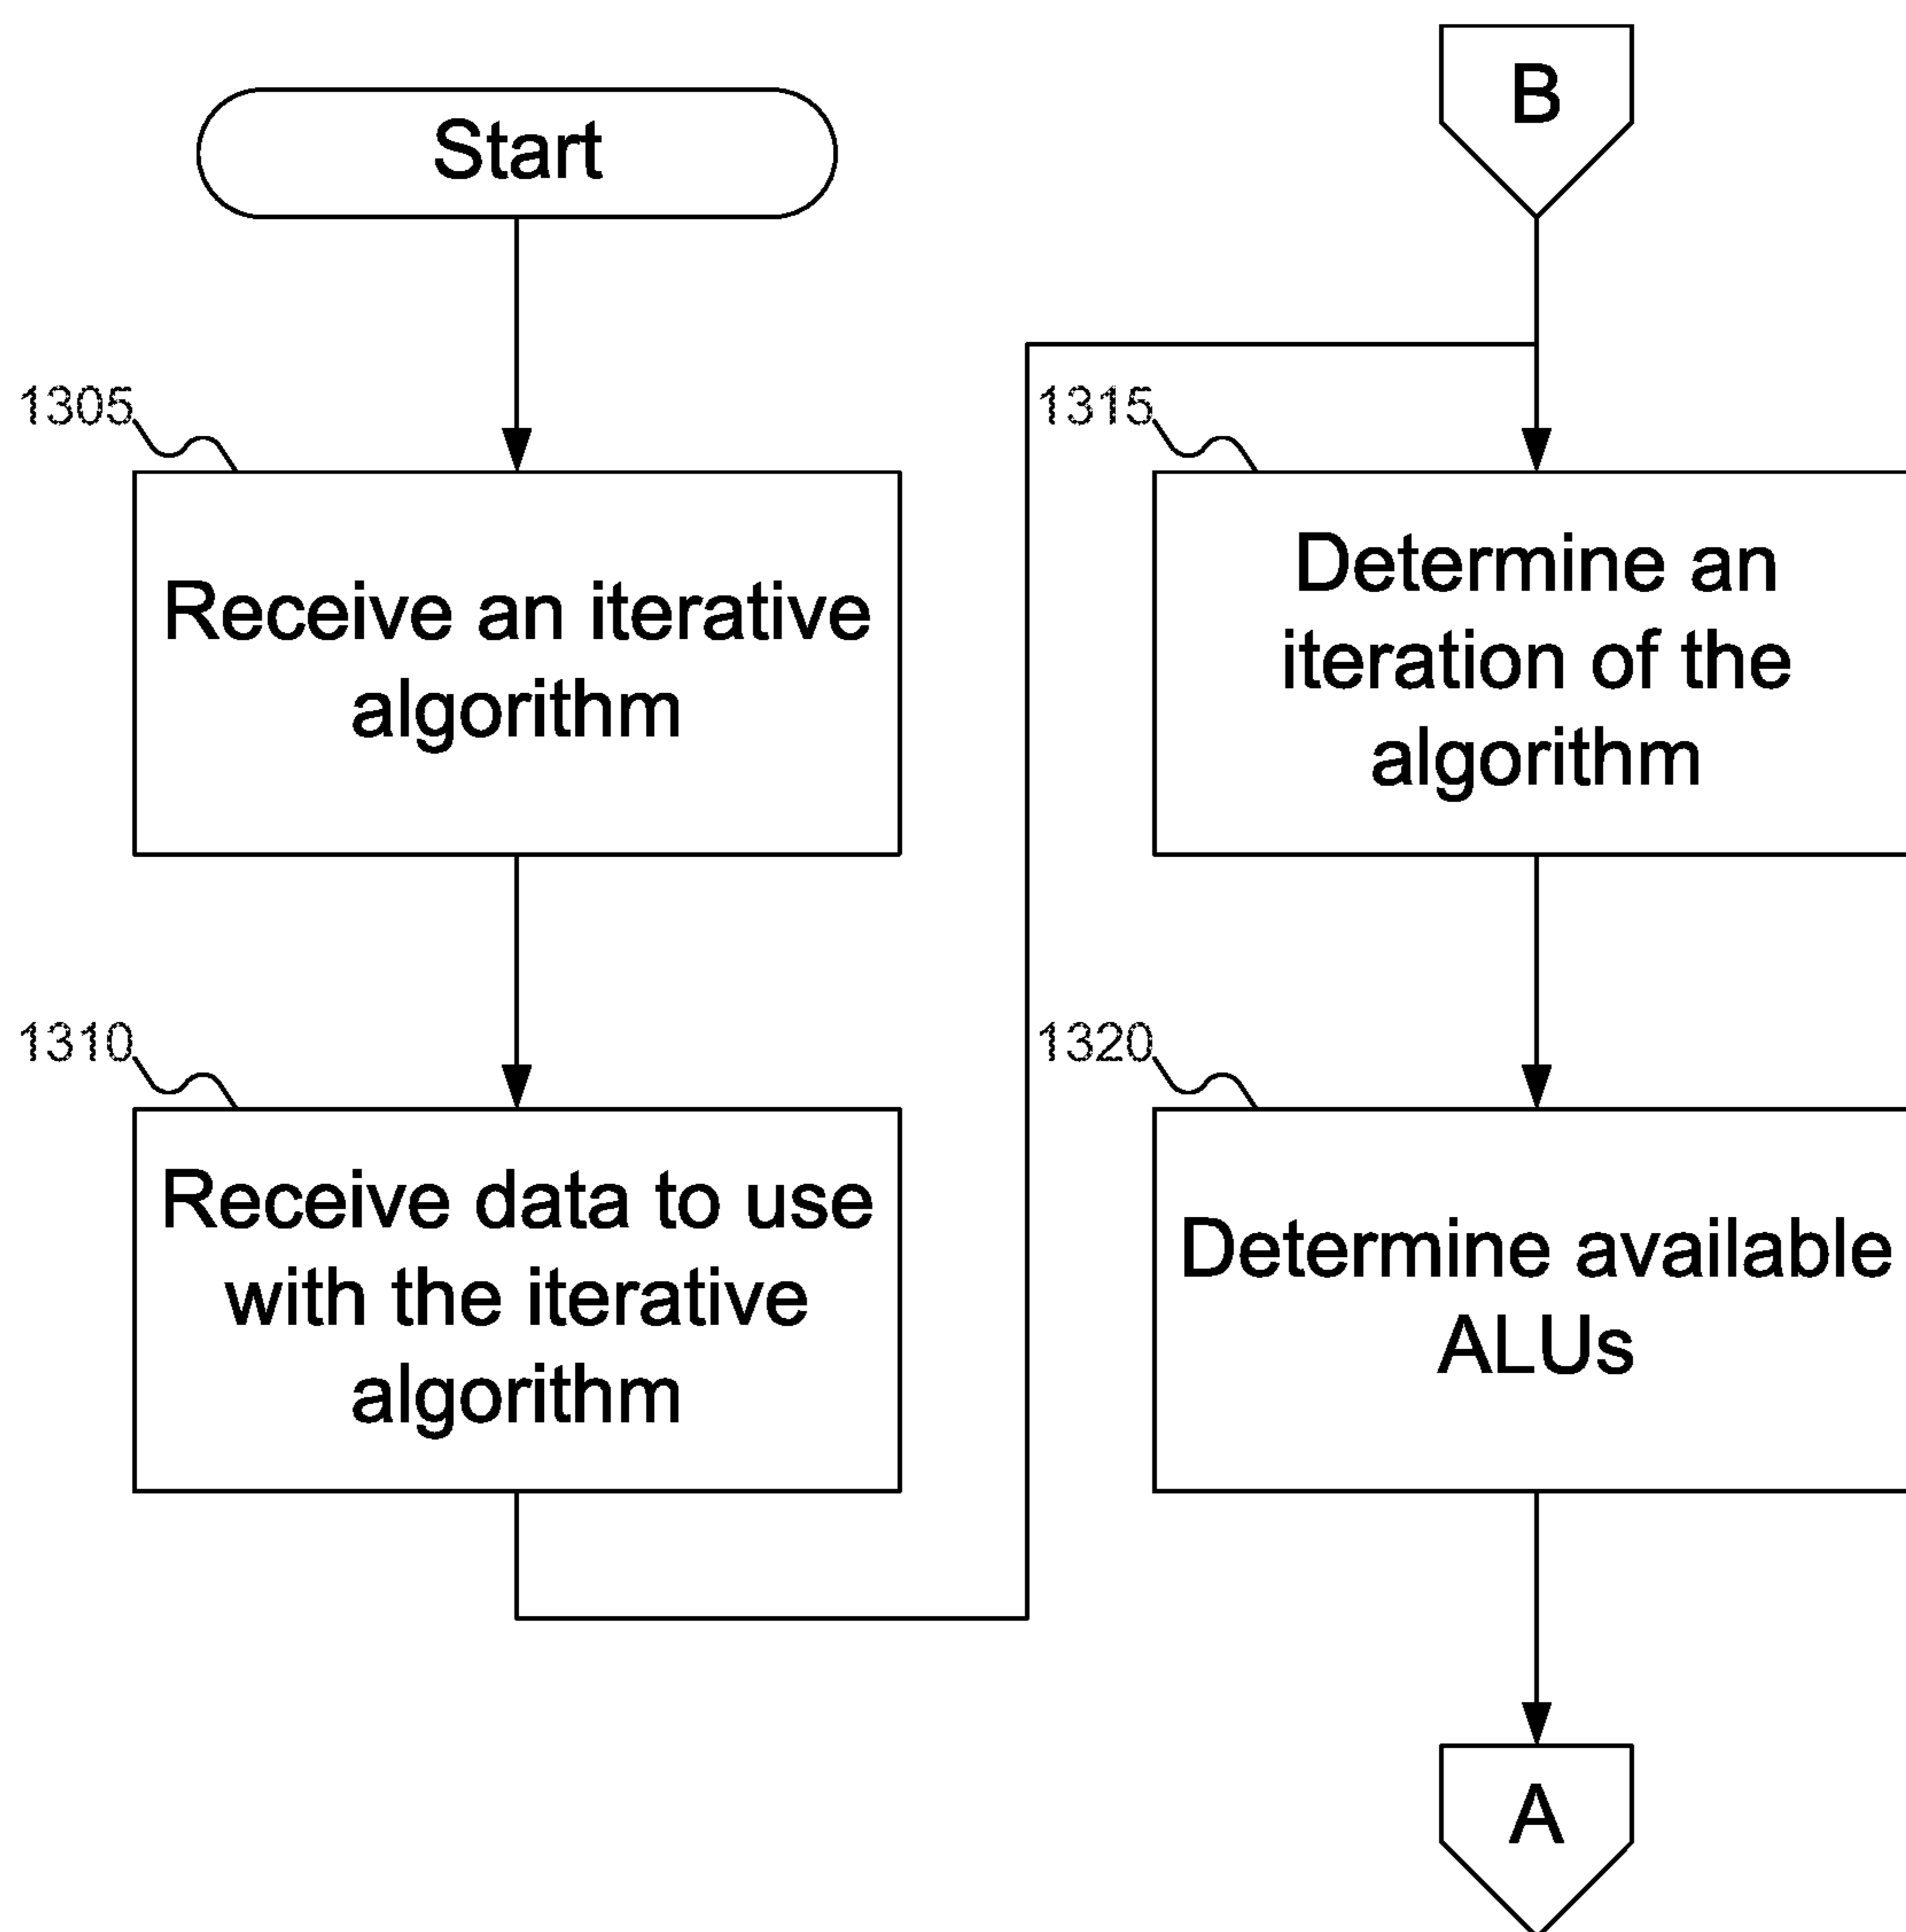 Start
1305
Receive an iterative
algorithm
1310
Receive data to use
with the iterative
algorithm
B
1315
Determine an
iteration of the
algorithm
1320
Determine available
ALUs
A